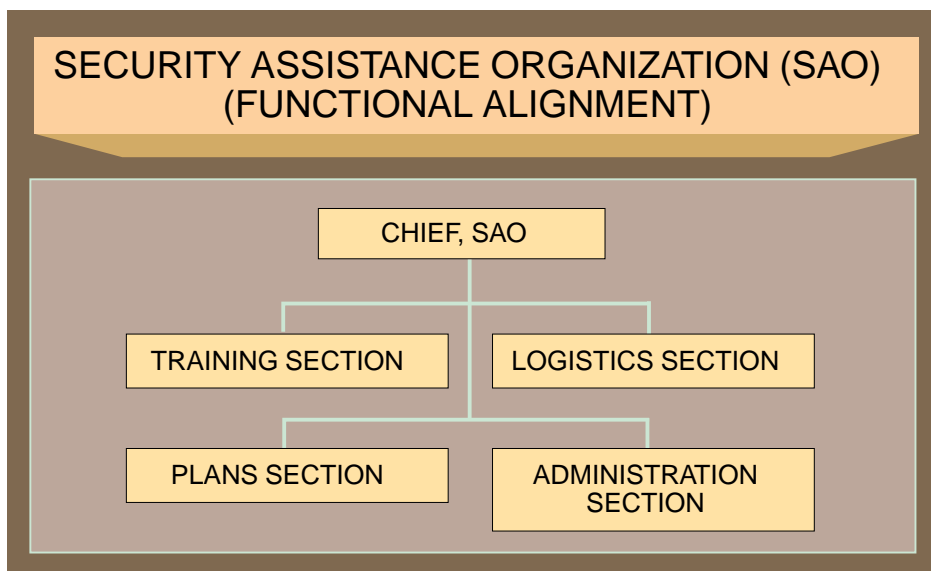 SECURITY ASSISTANCE ORGANIZATION (SAO)
(FUNCTIONAL ALIGNMENT)
CHIEF, SAO
TRAINING SECTION
LOGISTICS SECTION
PLANS SECTION
ADMINISTRATION
SECTION